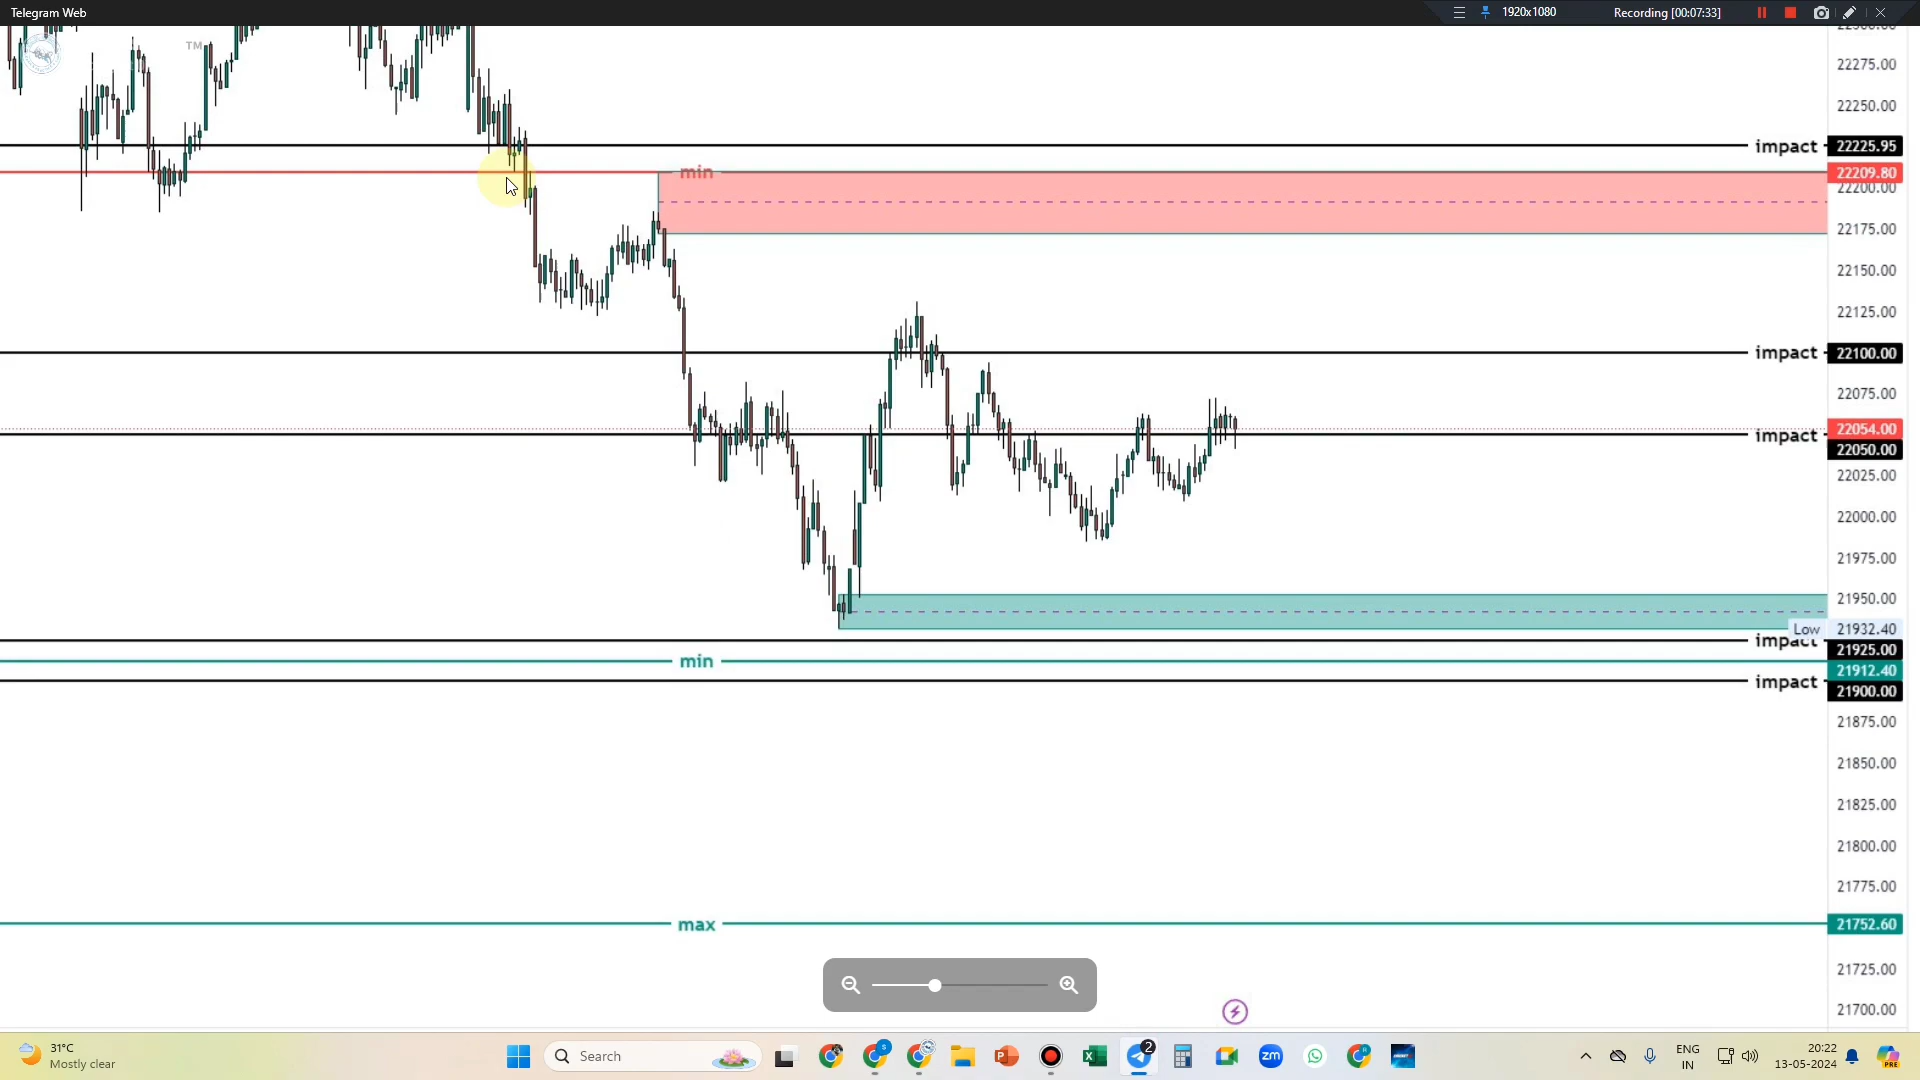 Telegram Web
1920x1080
Recording [00:07:33]
TM
22275.00
22250.00
impact
22225.95
min
22209.80
22200.00
22175.00
22150.00
22125.00
impact
22100.00
22075.00
22054.00
impact
22050.00
22025.00
22000.00
21975.00
21950.00
Low
21932.40
impact
21925.00
min
21912.40
impact
21900.00
21875.00
21850.00
21825.00
21800.00
21775.00
max
21752.60
21725.00
21700.00
31°C
Mostly clear
Search
S
2
zm
ENG
IN
20:22
13-05-2024
PRE